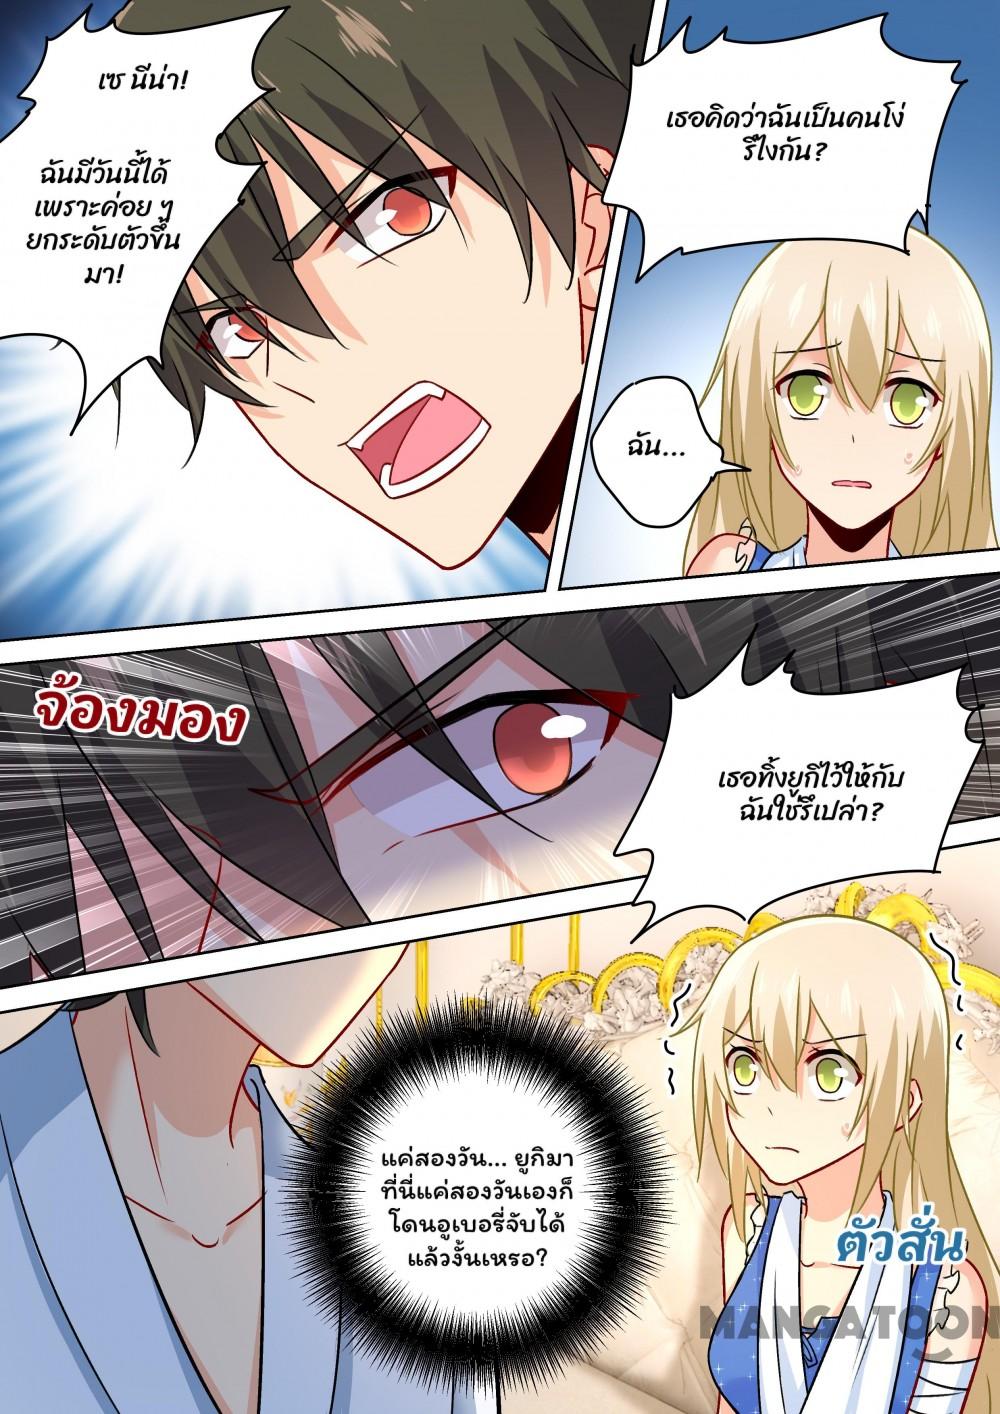 เซ นีน่า!
ฉันมีวันนี้ได้
เพราะค่อย ๆ
ยกระดับตัวขึ้น
มา!
เธอคิดว่าฉันเป็นคนโง่
รึไงกัน?
ฉัน...
จ้องมอง
เธอทิ้งยูกิไว้ให้กับ
ฉันใช่รึเปล่า?
แค่สองวัน... ยูกิมา
ที่นี่แค่สองวันเองก็
โดนอูเบอรี่จับได้
แล้วงั้นเหรอ?
ตัวสั่น
MANGATOON